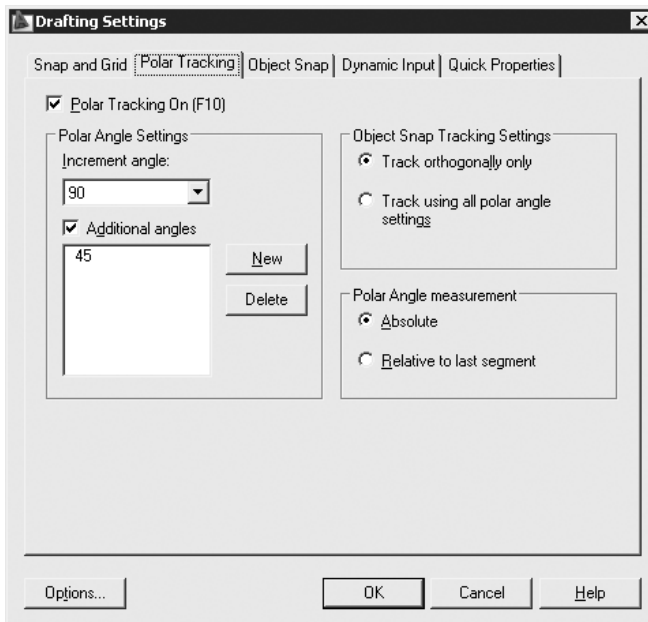 Drafting Settings
Snap and Grid Polar Tracking Object Snap Dynamic Input Quick Properties
Polar Tracking On (F10)
Polar Angle Settings
Increment angle:
90
Additional angles
45
New
Delete
Object Snap Tracking Settings
Track orthogonally only
Track using all polar angle
settings
Polar Angle measurement
Absolute
Relative to last segment
Options... OK Cancel Help